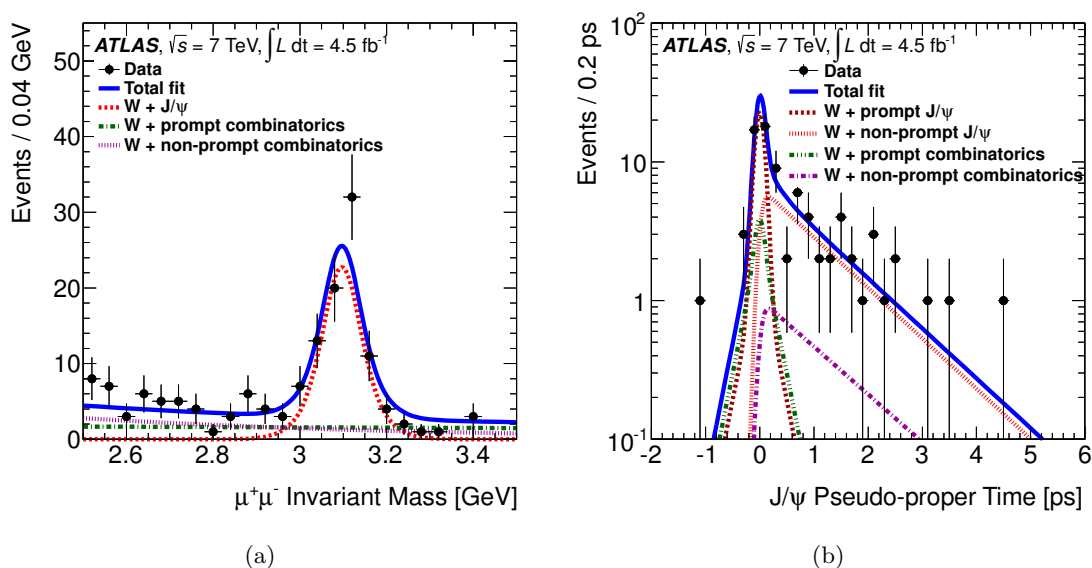 ATLAS, √s = 7 TeV, ∫ L dt = 4.5 fb⁻¹
Data
Total fit
W + J/ψ
W + prompt combinatorics
W + non-prompt combinatorics
Events / 0.04 GeV
50
40
30
20
10
0
2.6
2.8
3
3.2
3.4
μ⁺μ⁻ Invariant Mass [GeV]
(a)
ATLAS, √s = 7 TeV, ∫ L dt = 4.5 fb⁻¹
Data
Total fit
W + prompt J/ψ
W + non-prompt J/ψ
W + prompt combinatorics
W + non-prompt combinatorics
Events / 0.2 ps
10²
10
1
10⁻¹
-2
-1
0
1
2
3
4
5
6
J/ψ Pseudo-proper Time [ps]
(b)